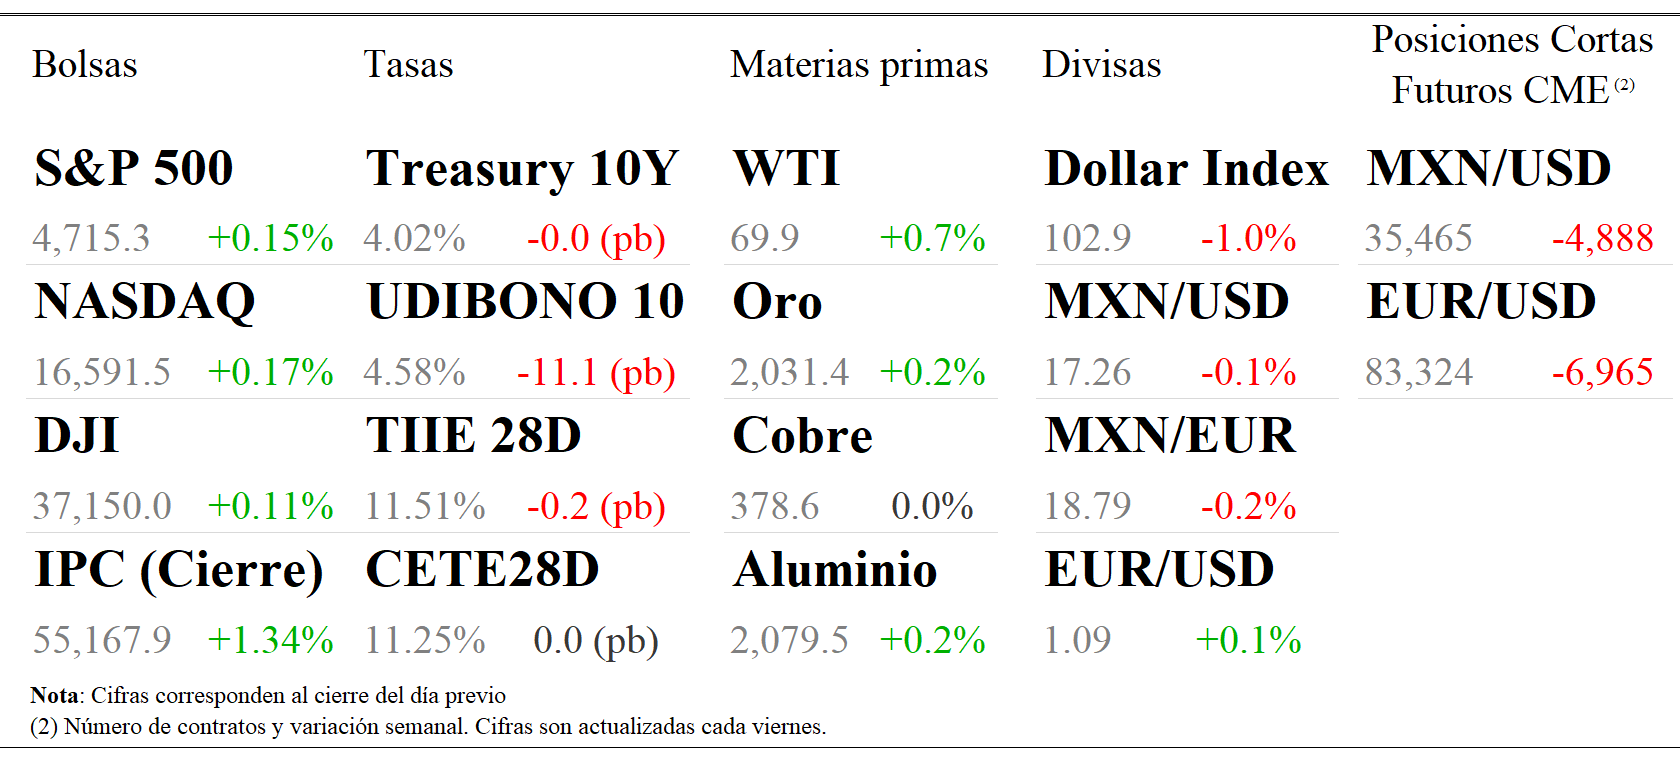 Bolsas Tasas Materias primas Divisas Posiciones Cortas
Futuros CME (2)
S&P 500 Treasury 10Y WTI Dollar Index MXN/USD
4,715.3 +0.15% 4.02% -0.0 (pb) 69.9 +0.7% 102.9 -1.0% 35,465 -4,888
NASDAQ UDIBONO 10 Oro MXN/USD EUR/USD
16,591.5 +0.17% 4.58% -11.1 (pb) 2,031.4 +0.2% 17.26 -0.1% 83,324 -6,965
DJI TIIE 28D Cobre MXN/EUR
37,150.0 +0.11% 11.51% -0.2 (pb) 378.6 0.0% 18.79 -0.2%
IPC (Cierre) CETE28D Aluminio EUR/USD
55,167.9 +1.34% 11.25% 0.0 (pb) 2,079.5 +0.2% 1.09 +0.1%
Nota: Cifras corresponden al cierre del día previo
(2) Número de contratos y variación semanal. Cifras son actualizadas cada viernes.